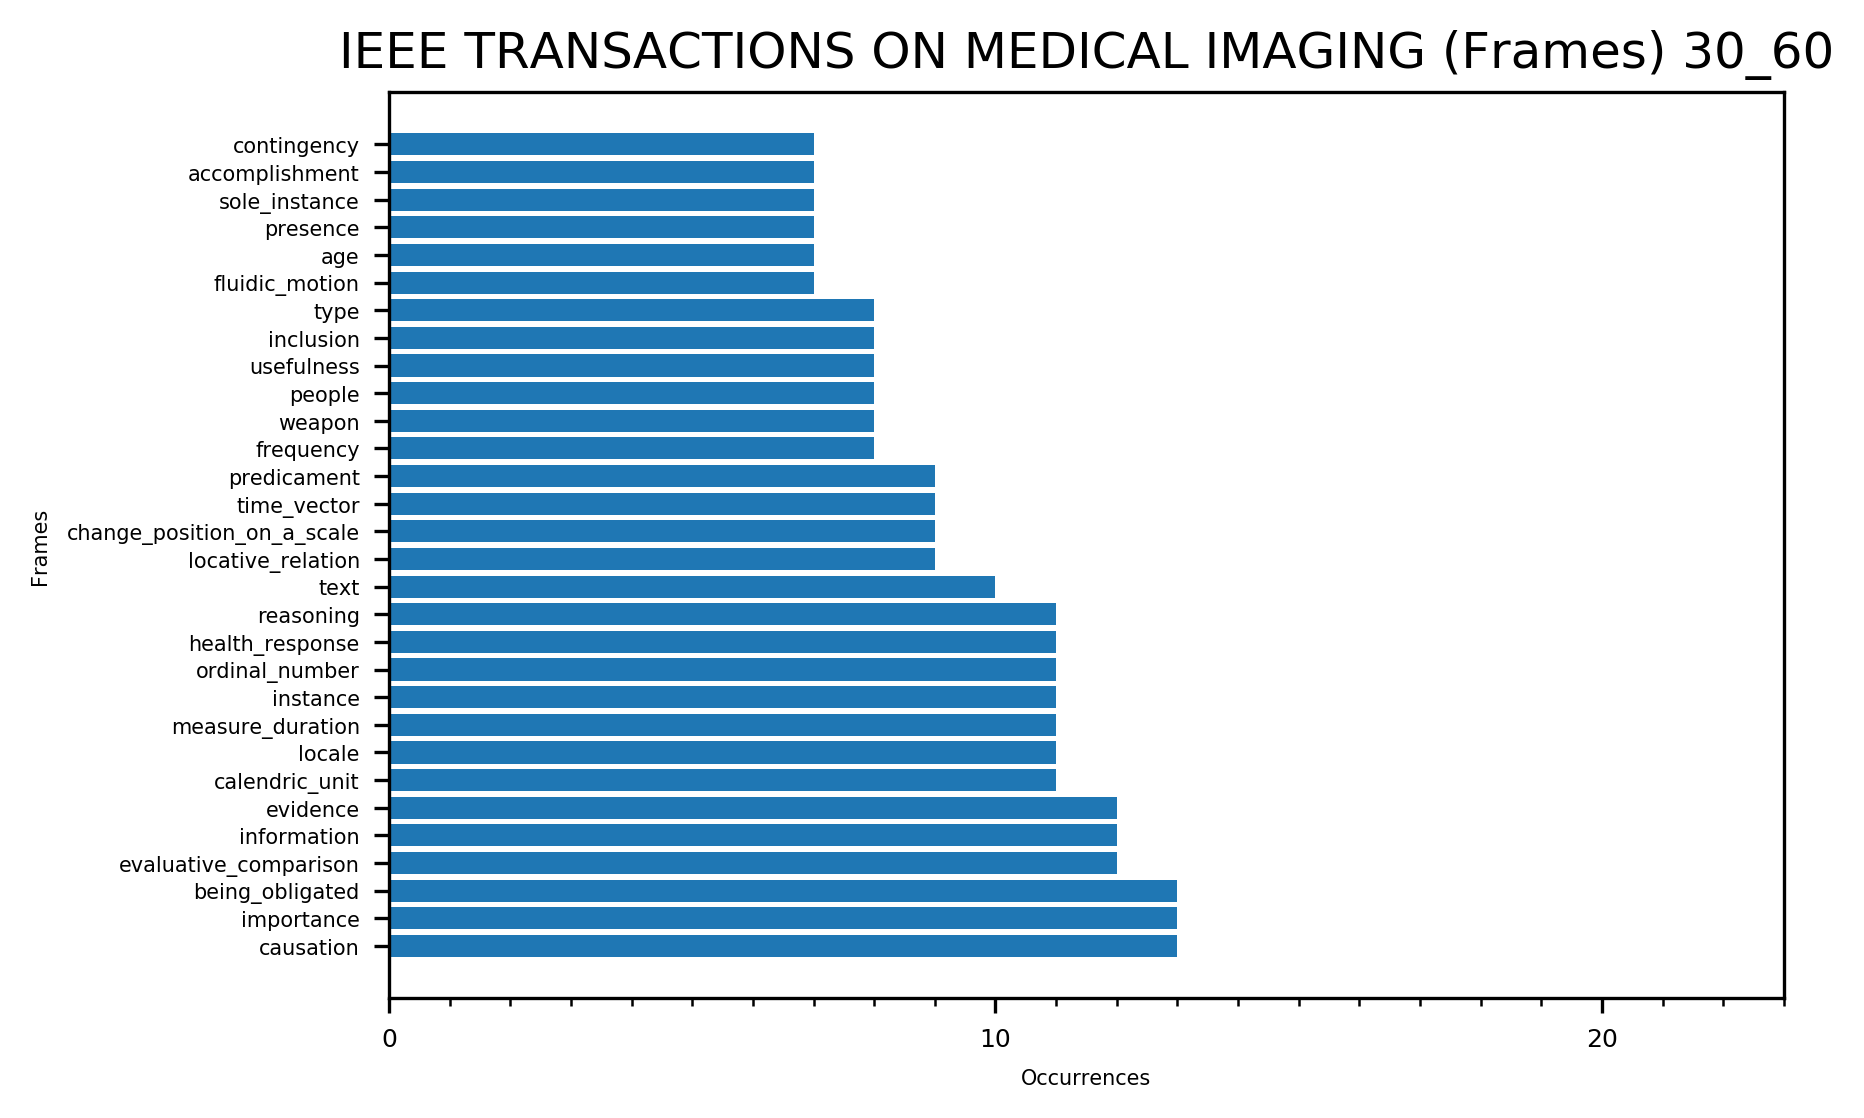 IEEE TRANSACTIONS ON MEDICAL IMAGING (Frames) 30_60
contingency
accomplishment
sole_instance
presence
age
fluidic_motion
type
inclusion
usefulness
people
weapon
frequency
predicament
time_vector
change_position_on_a_scale
locative_relation
text
reasoning
health_response
ordinal_number
instance
measure_duration
locale
calendric_unit
evidence
information
evaluative_comparison
being_obligated
importance
causation
Frames
0 10 20
Occurrences